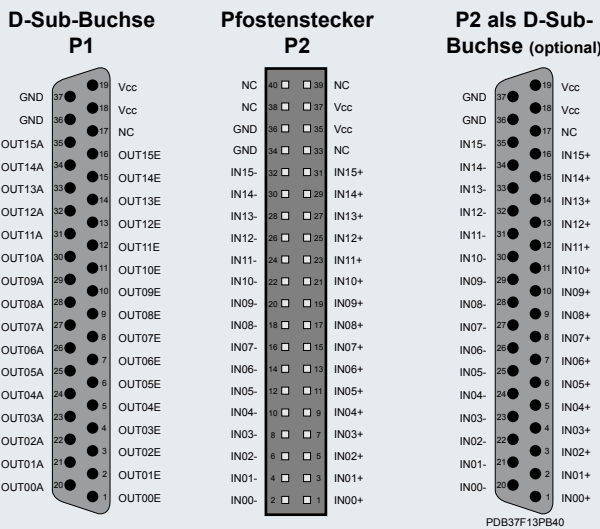 D-Sub-Buchse
P1
19 Vcc
GND 37
18 Vcc
GND 36
17 NC
OUT15A 35
16 OUT15E
OUT14A 34
15 OUT14E
OUT13A 33
14 OUT13E
OUT12A 32
13 OUT12E
OUT11A 31
12 OUT11E
OUT10A 30
11 OUT10E
OUT09A 29
10 OUT09E
OUT08A 28
9 OUT08E
OUT07A 27
8 OUT07E
OUT06A 26
7 OUT06E
OUT05A 25
6 OUT05E
OUT04A 24
5 OUT04E
OUT03A 23
4 OUT03E
OUT02A 22
3 OUT02E
OUT01A 21
2 OUT01E
OUT00A 20
1 OUT00E
Pfostenstecker
P2
NC 40 39 NC
NC 38 37 Vcc
GND 36 35 Vcc
GND 34 33 NC
IN15- 32 31 IN15+
IN14- 30 29 IN14+
IN13- 28 27 IN13+
IN12- 26 25 IN12+
IN11- 24 23 IN11+
IN10- 22 21 IN10+
IN09- 20 19 IN09+
IN08- 18 17 IN08+
IN07- 16 15 IN07+
IN06- 14 13 IN06+
IN05- 12 11 IN05+
IN04- 10 9 IN04+
IN03- 8 7 IN03+
IN02- 6 5 IN02+
IN01- 4 3 IN01+
IN00- 2 1 IN00+
P2 als D-Sub-
Buchse (optional)
19 Vcc
GND 37
18 Vcc
GND 36
17 NC
IN15- 35
16 IN15+
IN14- 34
15 IN14+
IN13- 33
14 IN13+
IN12- 32
13 IN12+
IN11- 31
12 IN11+
IN10- 30
11 IN10+
IN09- 29
10 IN09+
IN08- 28
9 IN08+
IN07- 27
8 IN07+
IN06- 26
7 IN06+
IN05- 25
6 IN05+
IN04- 24
5 IN04+
IN03- 23
4 IN03+
IN02- 22
3 IN02+
IN01- 21
2 IN01+
IN00- 20
1 IN00+
PDB37F13PB40